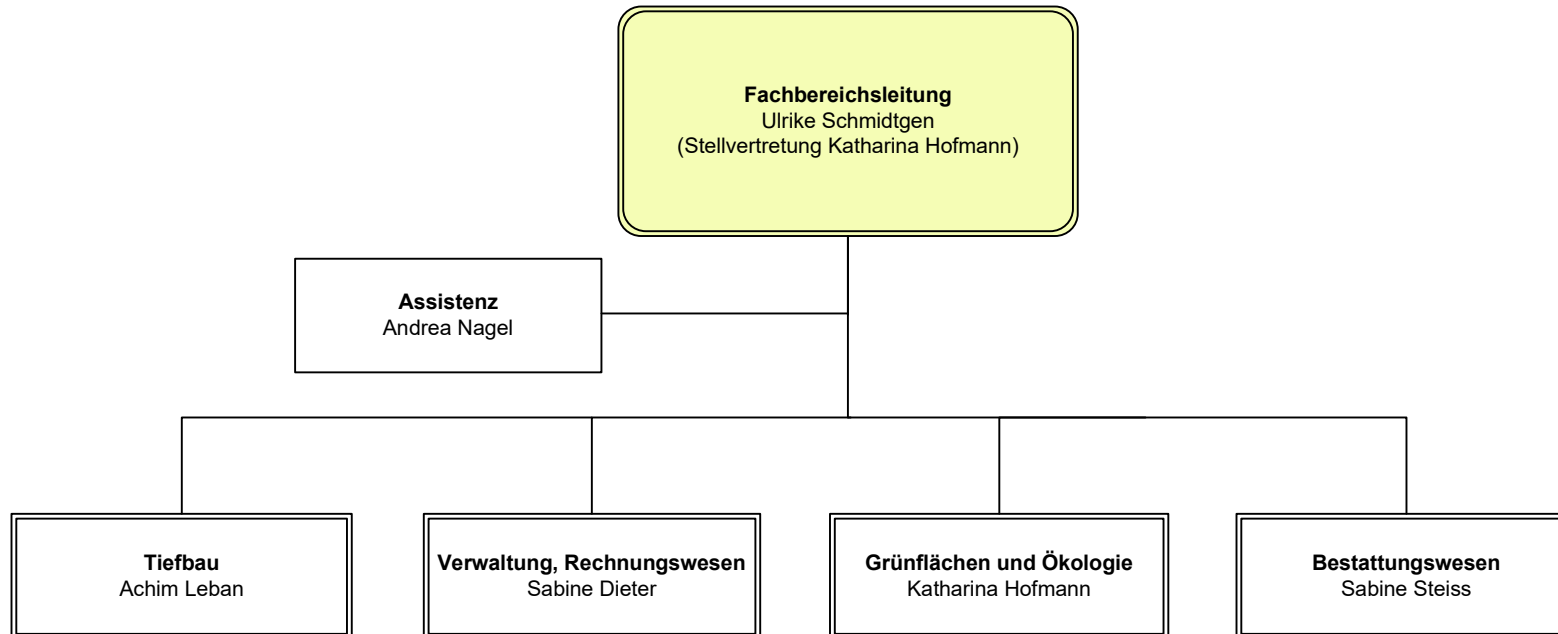 Fachbereichsleitung
Ulrike Schmidtgen
(Stellvertretung Katharina Hofmann)
Assistenz
Andrea Nagel
Tiefbau
Achim Leban
Verwaltung, Rechnungswesen
Sabine Dieter
Grünflächen und Ökologie
Katharina Hofmann
Bestattungswesen
Sabine Steiss